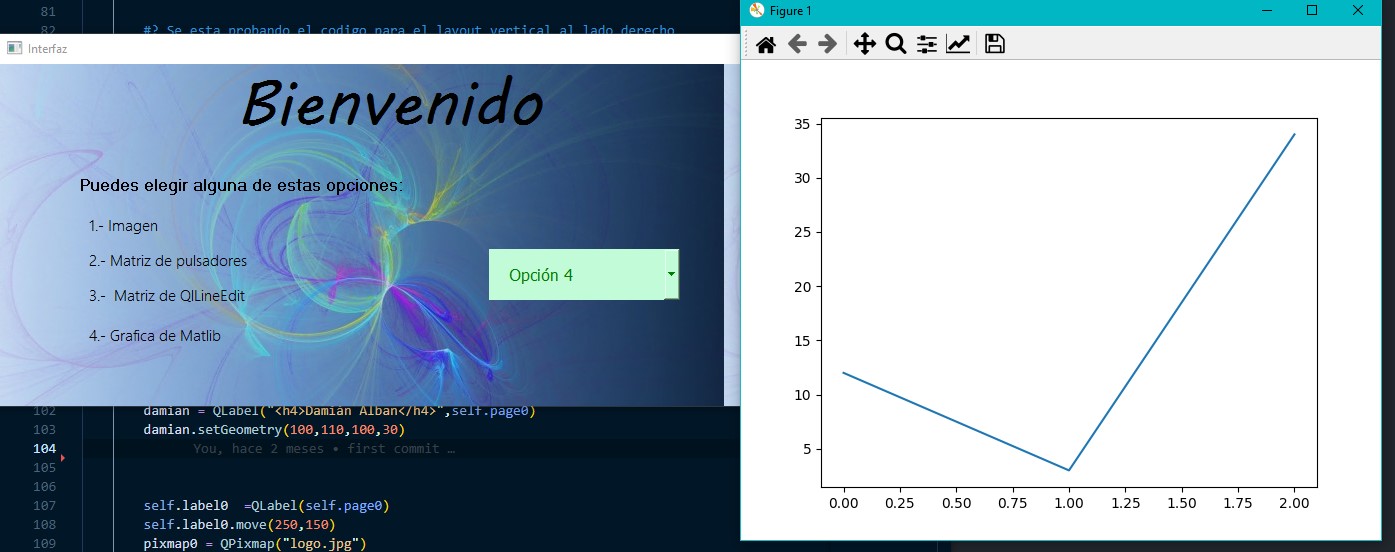 81
82 #? Se esta probando el codigo para el layout vertical al lado derecho
Interfaz
Bienvenido
Puedes elegir alguna de estas opciones:
1.- Imagen
2.- Matriz de pulsadores
3.- Matriz de QlLineEdit
4.- Grafica de Matlib
Opción 4
102 damian = QLabel("<h4>Damián Alban</h4>",self.page0)
103 damian.setGeometry(100,110,100,30)
104 You, hace 2 meses • first commit …
105
106
107 self.label0 =QLabel(self.page0)
108 self.label0.move(250,150)
109 pixmap0 = QPixmap("logo.jpg")
Figure 1
35
30
25
20
15
10
5
0.00 0.25 0.50 0.75 1.00 1.25 1.50 1.75 2.00